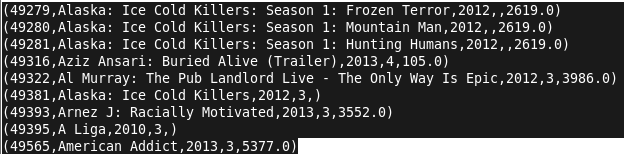 (49279,Alaska: Ice Cold Killers: Season 1: Frozen Terror,2012,,2619.0)
(49280,Alaska: Ice Cold Killers: Season 1: Mountain Man,2012,,2619.0)
(49281,Alaska: Ice Cold Killers: Season 1: Hunting Humans,2012,,2619.0)
(49316,Aziz Ansari: Buried Alive (Trailer),2013,4,105.0)
(49322,Al Murray: The Pub Landlord Live - The Only Way Is Epic,2012,3,3986.0)
(49381,Alaska: Ice Cold Killers,2012,3,)
(49393,Arnez J: Racially Motivated,2013,3,3552.0)
(49395,A Liga,2010,3,)
(49565,American Addict,2013,3,5377.0)